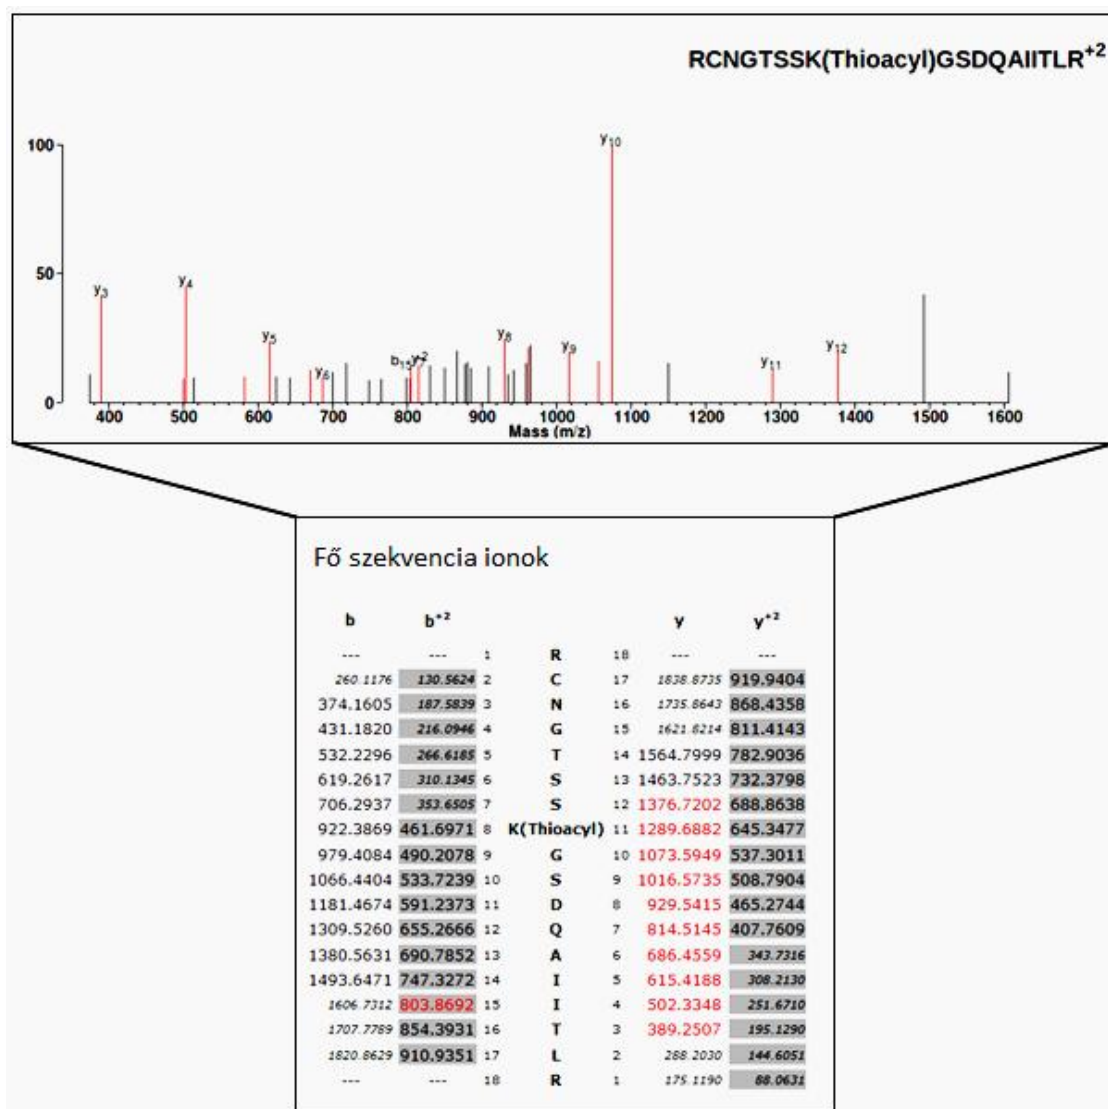 RCNGTSSK(Thioacyl)GSDQAIITLR+2
100
50
0
y3
y4
y5
y6
b15+2
y7
y8
y9
y10
y11
y12
400 500 600 700 800 900 1000 1100 1200 1300 1400 1500 1600
Mass (m/z)
Fő szekvencia ionok
b b+2 y y+2
--- --- 1 R 18 --- ---
260.1176 130.5624 2 C 17 1838.8735 919.9404
374.1605 187.5839 3 N 16 1735.8643 868.4358
431.1820 216.0946 4 G 15 1621.8214 811.4143
532.2296 266.6185 5 T 14 1564.7999 782.9036
619.2617 310.1345 6 S 13 1463.7523 732.3798
706.2937 353.6505 7 S 12 1376.7202 688.8638
922.3869 461.6971 8 K(Thioacyl) 11 1289.6882 645.3477
979.4084 490.2078 9 G 10 1073.5949 537.3011
1066.4404 533.7239 10 S 9 1016.5735 508.7904
1181.4674 591.2373 11 D 8 929.5415 465.2744
1309.5260 655.2666 12 Q 7 814.5145 407.7609
1380.5631 690.7852 13 A 6 686.4559 343.7316
1493.6471 747.3272 14 I 5 615.4188 308.2130
1606.7312 803.8692 15 I 4 502.3348 251.6710
1707.7789 854.3931 16 T 3 389.2507 195.1290
1820.8629 910.9351 17 L 2 288.2030 144.6051
--- --- 18 R 1 175.1190 88.0631